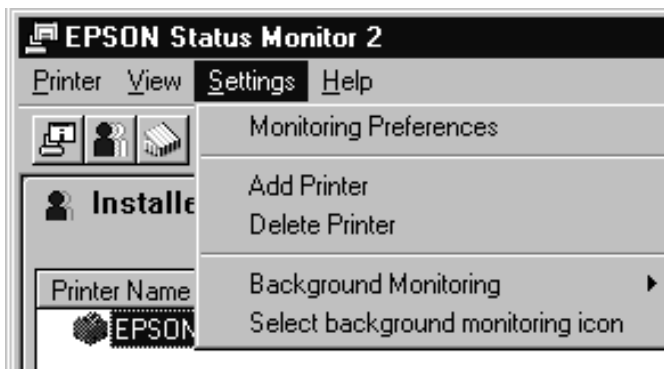 EPSON Status Monitor 2
Printer View Settings Help
Monitoring Preferences
Add Printer
Installe
Delete Printer
Printer Name
Background Monitoring
EPSON
Select background monitoring icon